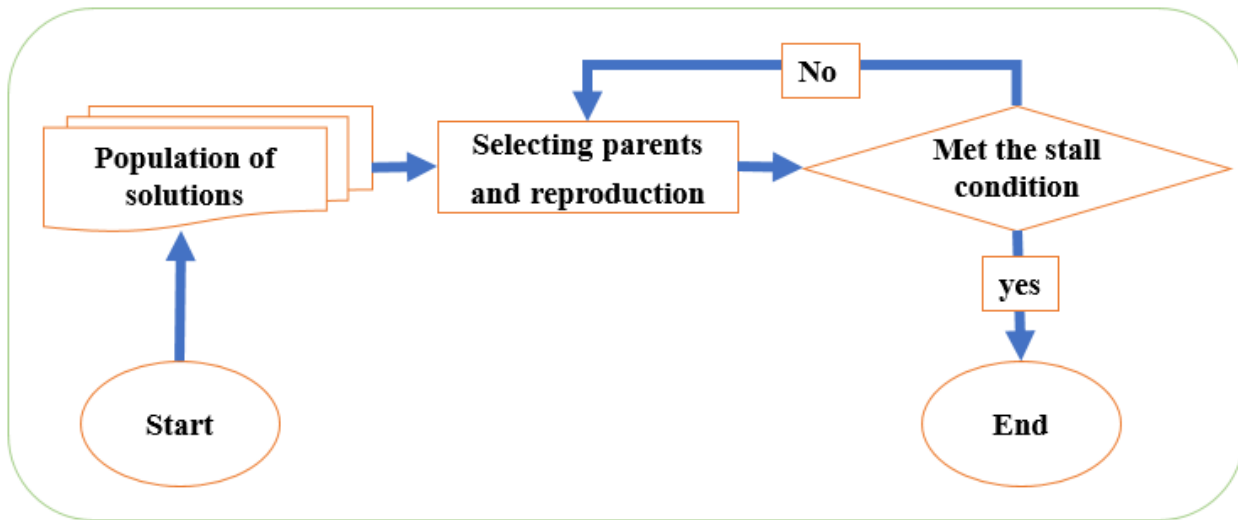 No
Population of
solutions
Selecting parents
and reproduction
Met the stall
condition
yes
Start
End